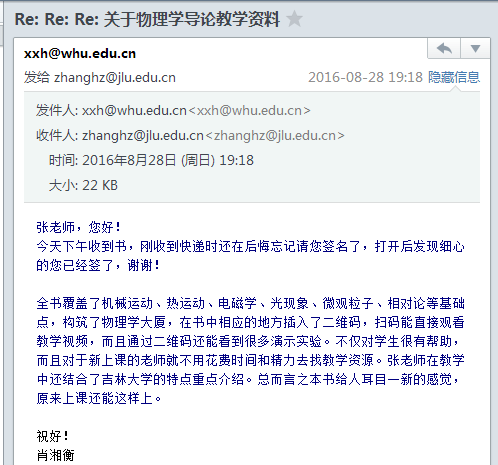 Re: Re: Re: 关于物理学导论教学资料
xxh@whu.edu.cn
发给 zhanghz@jlu.edu.cn 2016-08-28 19:18 隐藏信息
发件人: xxh@whu.edu.cn<xxh@whu.edu.cn>
收件人: zhanghz@jlu.edu.cn<zhanghz@jlu.edu.cn>
时间: 2016年8月28日 (周日) 19:18
大小: 22 KB
张老师，您好！
今天下午收到书，刚收到快递时还在后悔忘记请您签名了，打开后发现细心
的您已经签了，谢谢！
全书覆盖了机械运动、热运动、电磁学、光现象、微观粒子、相对论等基础
点，构筑了物理学大厦，在书中相应的地方插入了二维码，扫码能直接观看
教学视频，而且通过二维码还能看到很多演示实验。不仅对学生很有帮助，
而且对于新上课的老师就不用花费时间和精力去找教学资源。张老师在教学
中还结合了吉林大学的特点重点介绍。总而言之本书给人耳目一新的感觉，
原来上课还能这样上。
祝好！
肖湘衡